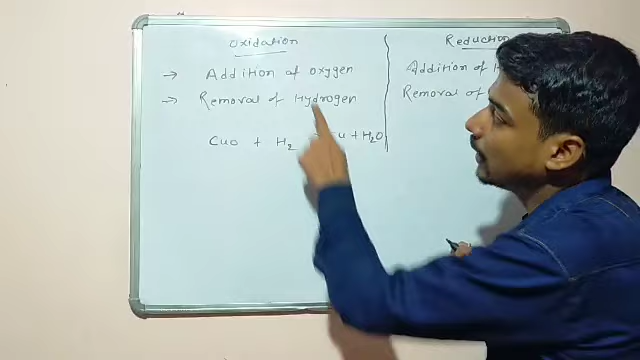 Oxidation
→ Addition of oxygen
→ Removal of Hydrogen
CuO + H2 u + H2O
Reduction
Addition of H
Removal of